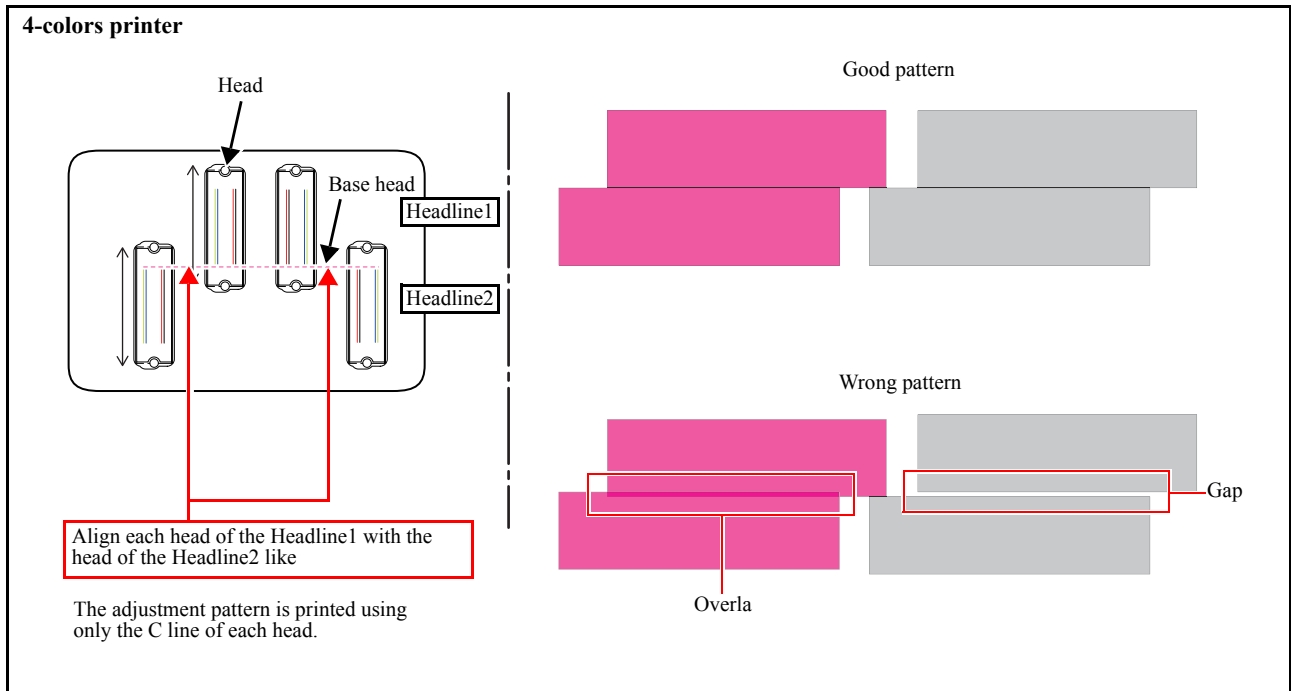 4-colors printer
Head
Base head
Headline1
Headline2
Align each head of the Headline1 with the
head of the Headline2 like
The adjustment pattern is printed using
only the C line of each head.
Good pattern
Wrong pattern
Gap
Overla